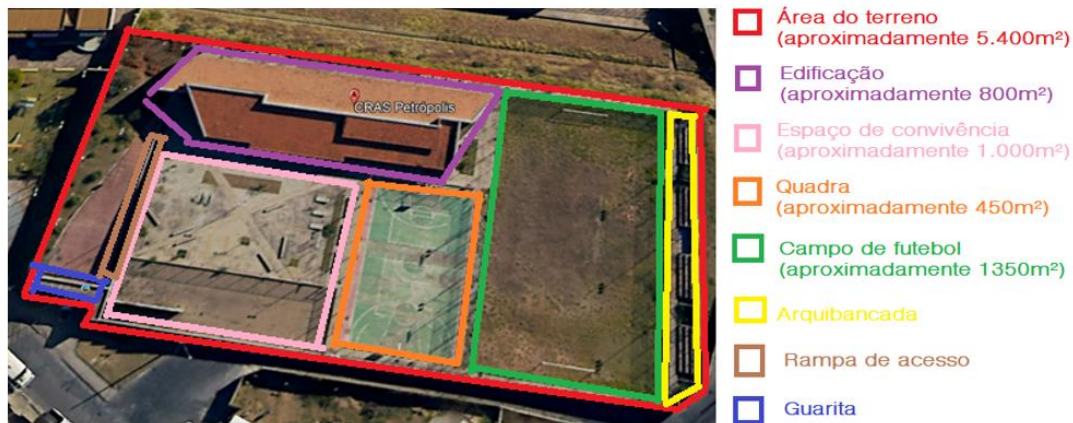 CRAS Petrópolis
Área do terreno
(aproximadamente 5.400m²)
Edificação
(aproximadamente 800m²)
Espaço de convivência
(aproximadamente 1.000m²)
Quadra
(aproximadamente 450m²)
Campo de futebol
(aproximadamente 1350m²)
Arquibancada
Rampa de acesso
Guarita